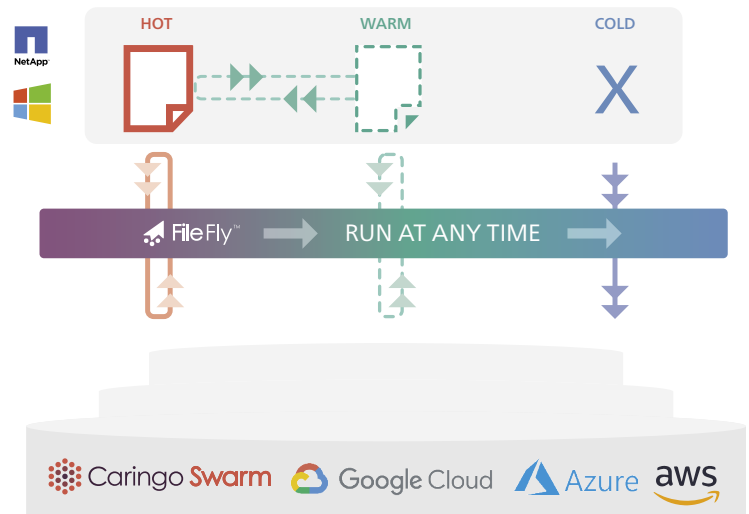 HOT
WARM
COLD
NetApp®
X
FileFly™
RUN AT ANY TIME
Caringo Swarm
Google Cloud
Azure
aws